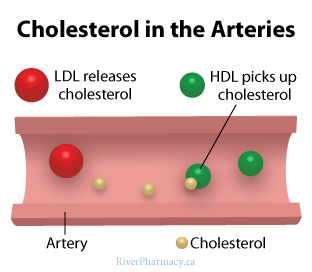 Cholesterol in the Arteries
LDL releases
cholesterol
HDL picks up
cholesterol
Artery
Cholesterol
RiverPharmacy.ca